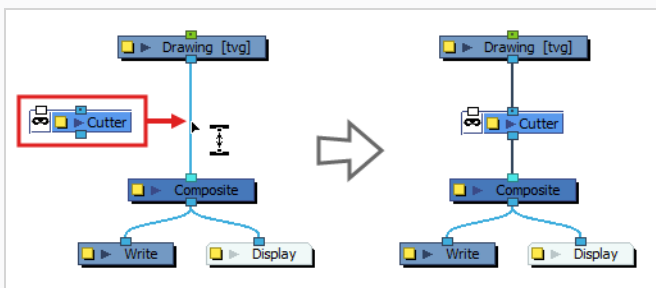 Drawing [tvg]
Cutter
Composite
Write
Display
Drawing [tvg]
Cutter
Composite
Write
Display